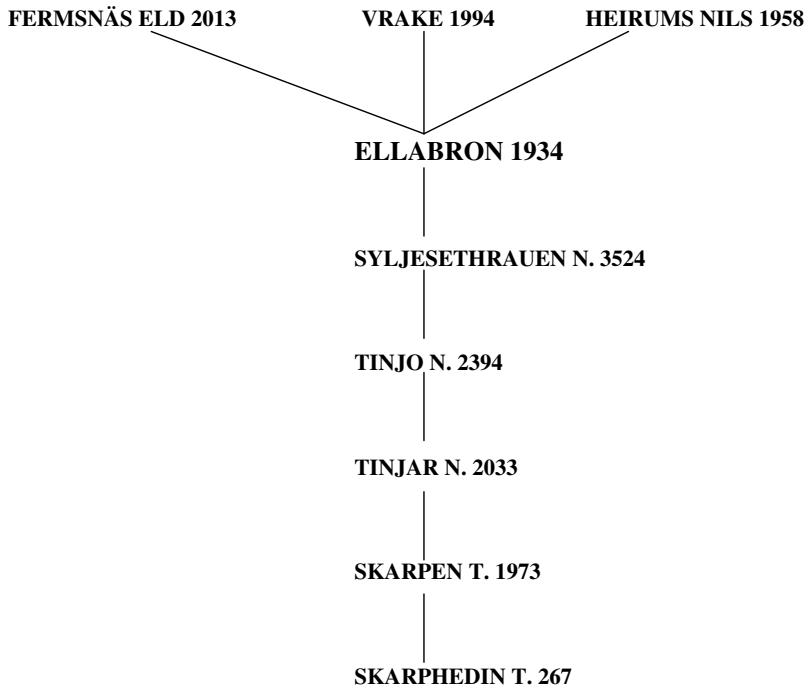 FERMSNÄS ELD 2013 VRAKE 1994 HEIRUMS NILS 1958
ELLABRON 1934
SYLJESETHRAUEN N. 3524
TINJO N. 2394
TINJAR N. 2033
SKARPEN T. 1973
SKARPHEDIN T. 267